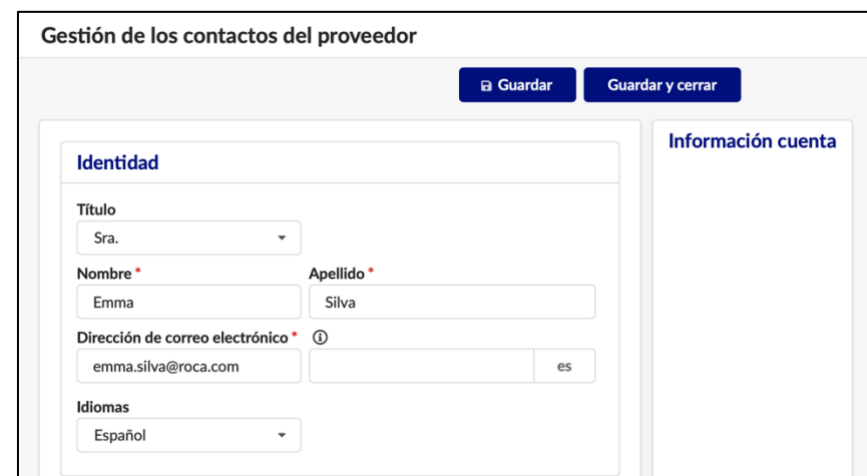 Gestión de los contactos del proveedor
Guardar Guardar y cerrar
Identidad
Título
Sra.
Nombre * Apellido *
Emma Silva
Dirección de correo electrónico *
emma.silva@roca.com es
Idiomas
Español
Información cuenta